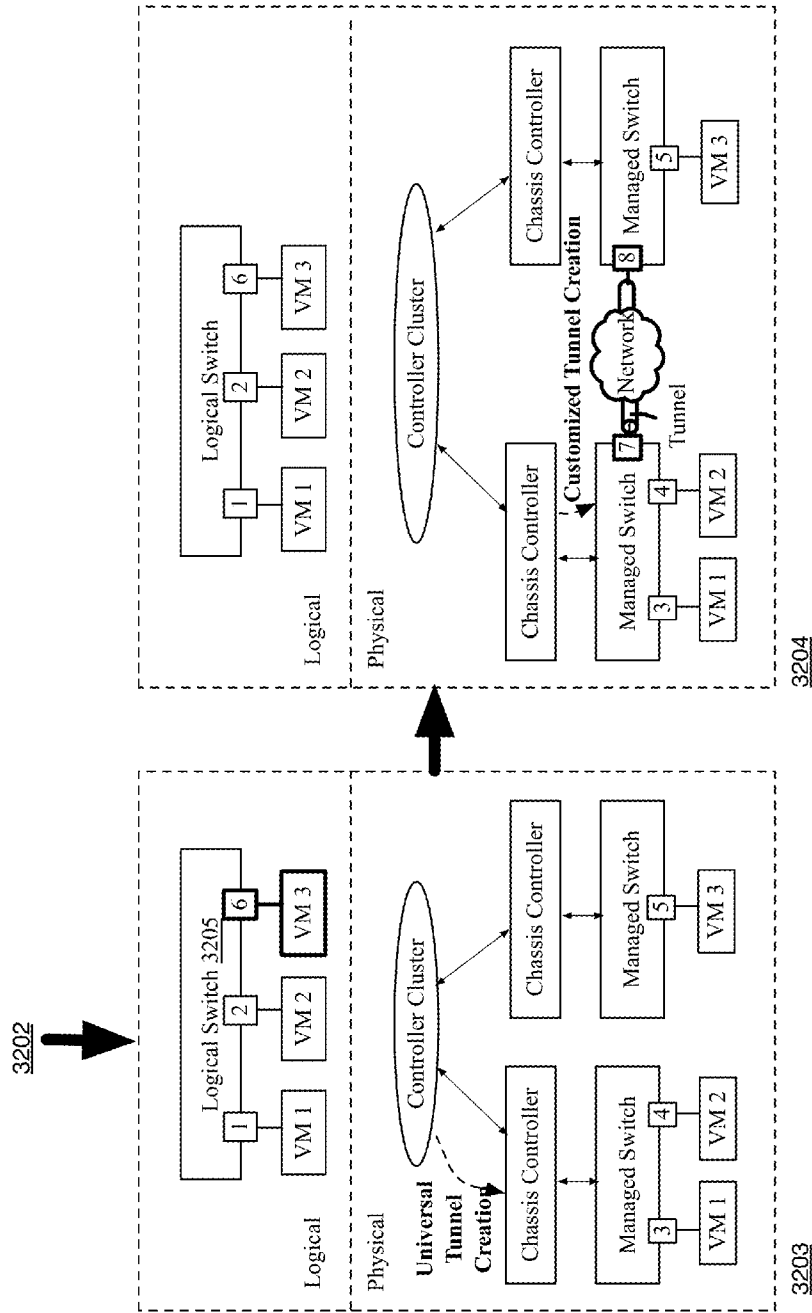 3202
Logical Switch 3205
1
2
6
VM 1
VM 2
VM 3
Logical
Physical
Controller Cluster
Universal
Tunnel
Creation
Chassis Controller
Chassis Controller
Managed Switch
Managed Switch
3
4
5
VM 1
VM 2
VM 3
3203
Logical Switch
1
2
6
VM 1
VM 2
VM 3
Logical
Physical
Controller Cluster
Chassis Controller
Chassis Controller
Customized Tunnel Creation
Managed Switch
7
Network
8
Managed Switch
3
4
Tunnel
5
VM 1
VM 2
VM 3
3204